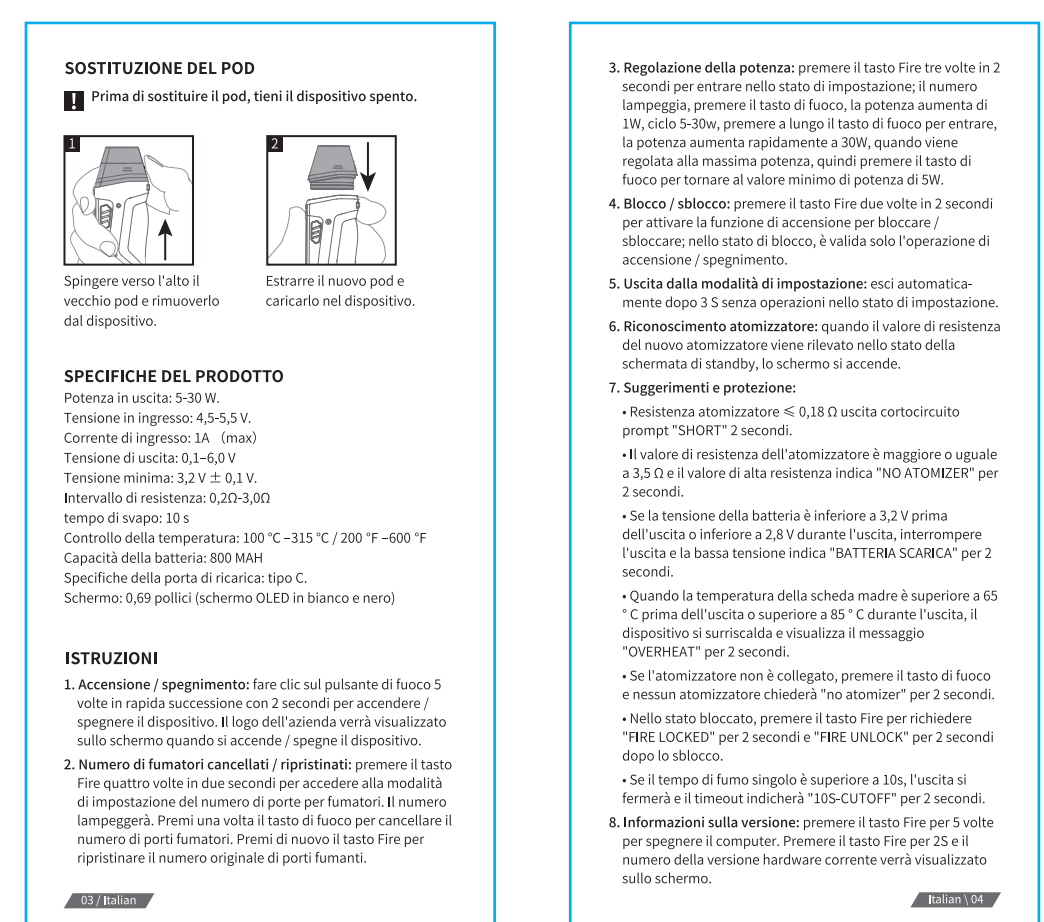 SOSTITUZIONE DEL POD
! Prima di sostituire il pod, tieni il dispositivo spento.
1
2
Spingere verso l'alto il
vecchio pod e rimuoverlo
dal dispositivo.
Estrarre il nuovo pod e
caricarlo nel dispositivo.
SPECIFICHE DEL PRODOTTO
Potenza in uscita: 5-30 W.
Tensione in ingresso: 4,5-5,5 V.
Corrente di ingresso: 1A （max）
Tensione di uscita: 0,1–6,0 V
Tensione minima: 3,2 V ± 0,1 V.
Intervallo di resistenza: 0,2Ω-3,0Ω
tempo di svapo: 10 s
Controllo della temperatura: 100 °C –315 °C / 200 °F –600 °F
Capacità della batteria: 800 MAH
Specifiche della porta di ricarica: tipo C.
Schermo: 0,69 pollici (schermo OLED in bianco e nero)
ISTRUZIONI
1. Accensione / spegnimento: fare clic sul pulsante di fuoco 5
volte in rapida successione con 2 secondi per accendere /
spegnere il dispositivo. Il logo dell'azienda verrà visualizzato
sullo schermo quando si accende / spegne il dispositivo.
2. Numero di fumatori cancellati / ripristinati: premere il tasto
Fire quattro volte in due secondi per accedere alla modalità
di impostazione del numero di porte per fumatori. Il numero
lampeggerà. Premi una volta il tasto di fuoco per cancellare il
numero di porti fumatori. Premi di nuovo il tasto Fire per
ripristinare il numero originale di porti fumanti.
03 / Italian
3. Regolazione della potenza: premere il tasto Fire tre volte in 2
secondi per entrare nello stato di impostazione; il numero
lampeggia, premere il tasto di fuoco, la potenza aumenta di
1W, ciclo 5-30w, premere a lungo il tasto di fuoco per entrare,
la potenza aumenta rapidamente a 30W, quando viene
regolata alla massima potenza, quindi premere il tasto di
fuoco per tornare al valore minimo di potenza di 5W.
4. Blocco / sblocco: premere il tasto Fire due volte in 2 secondi
per attivare la funzione di accensione per bloccare /
sbloccare; nello stato di blocco, è valida solo l'operazione di
accensione / spegnimento.
5. Uscita dalla modalità di impostazione: esci automatica-
mente dopo 3 S senza operazioni nello stato di impostazione.
6. Riconoscimento atomizzatore: quando il valore di resistenza
del nuovo atomizzatore viene rilevato nello stato della
schermata di standby, lo schermo si accende.
7. Suggerimenti e protezione:
• Resistenza atomizzatore ⩽ 0,18 Ω uscita cortocircuito
prompt "SHORT" 2 secondi.
• Il valore di resistenza dell'atomizzatore è maggiore o uguale
a 3,5 Ω e il valore di alta resistenza indica "NO ATOMIZER" per
2 secondi.
• Se la tensione della batteria è inferiore a 3,2 V prima
dell'uscita o inferiore a 2,8 V durante l'uscita, interrompere
l'uscita e la bassa tensione indica "BATTERIA SCARICA" per 2
secondi.
• Quando la temperatura della scheda madre è superiore a 65
° C prima dell'uscita o superiore a 85 ° C durante l'uscita, il
dispositivo si surriscalda e visualizza il messaggio
"OVERHEAT" per 2 secondi.
• Se l'atomizzatore non è collegato, premere il tasto di fuoco
e nessun atomizzatore chiederà "no atomizer" per 2 secondi.
• Nello stato bloccato, premere il tasto Fire per richiedere
"FIRE LOCKED" per 2 secondi e "FIRE UNLOCK" per 2 secondi
dopo lo sblocco.
• Se il tempo di fumo singolo è superiore a 10s, l'uscita si
fermerà e il timeout indicherà "10S-CUTOFF" per 2 secondi.
8. Informazioni sulla versione: premere il tasto Fire per 5 volte
per spegnere il computer. Premere il tasto Fire per 2S e il
numero della versione hardware corrente verrà visualizzato
sullo schermo.
Italian \ 04